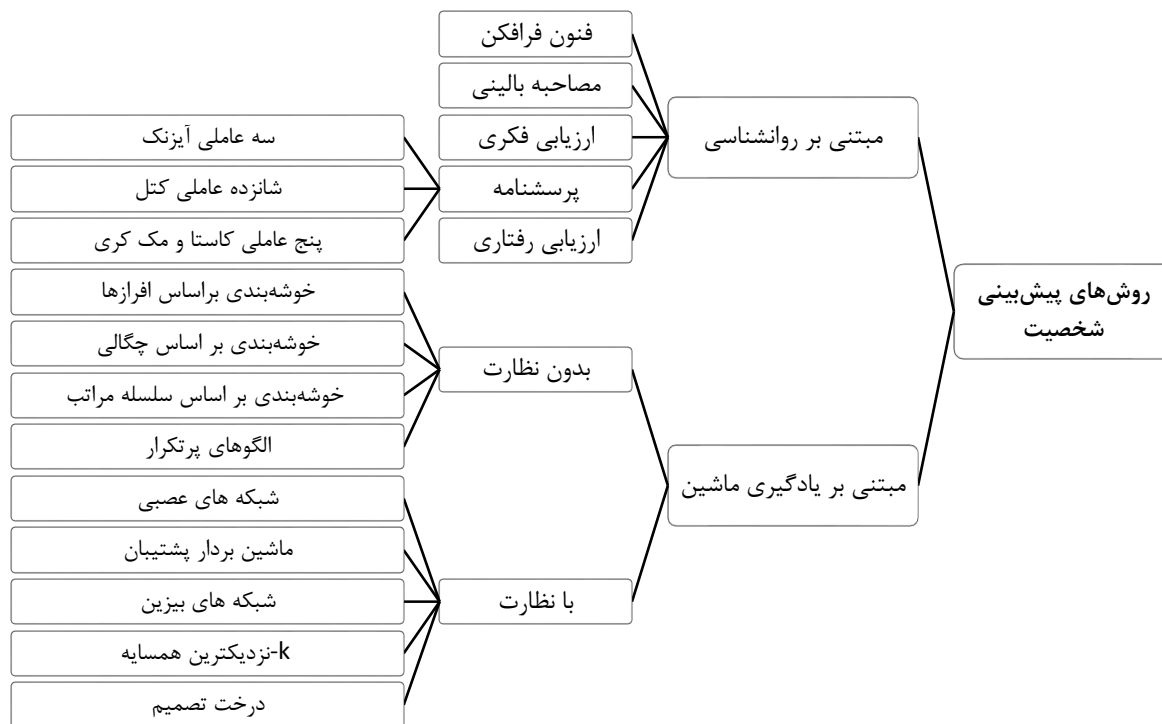 روش‌های پیش‌بینی
شخصیت
مبتنی بر روانشناسی
فنون فرافکن
مصاحبه بالینی
ارزیابی فکری
پرسشنامه
سه عاملی آیزنک
شانزده عاملی کتل
پنج عاملی کاستا و مک کری
ارزیابی رفتاری
مبتنی بر یادگیری ماشین
بدون نظارت
خوشه‌بندی براساس افرازها
خوشه‌بندی بر اساس چگالی
خوشه‌بندی بر اساس سلسله مراتب
الگوهای پرتکرار
با نظارت
شبکه های عصبی
ماشین بردار پشتیبان
شبکه های بیزین
k-نزدیکترین همسایه
درخت تصمیم